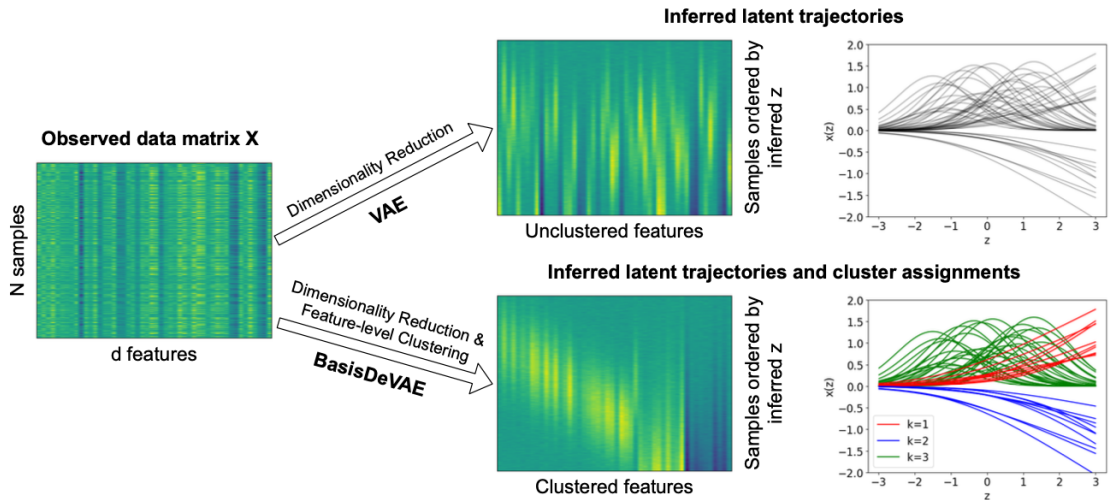 Inferred latent trajectories
Observed data matrix X
N samples
d features
Dimensionality Reduction
VAE
Unclustered features
Samples ordered by
inferred z
2.0
1.5
1.0
0.5
0.0
−0.5
−1.0
−1.5
−2.0
x(z)
−3 −2 −1 0 1 2 3
z
Inferred latent trajectories and cluster assignments
Dimensionality Reduction &
Feature-level Clustering
BasisDeVAE
Clustered features
Samples ordered by
inferred z
2.0
1.5
1.0
0.5
0.0
−0.5
−1.0
−1.5
−2.0
x(z)
k=1
k=2
k=3
−3 −2 −1 0 1 2 3
z